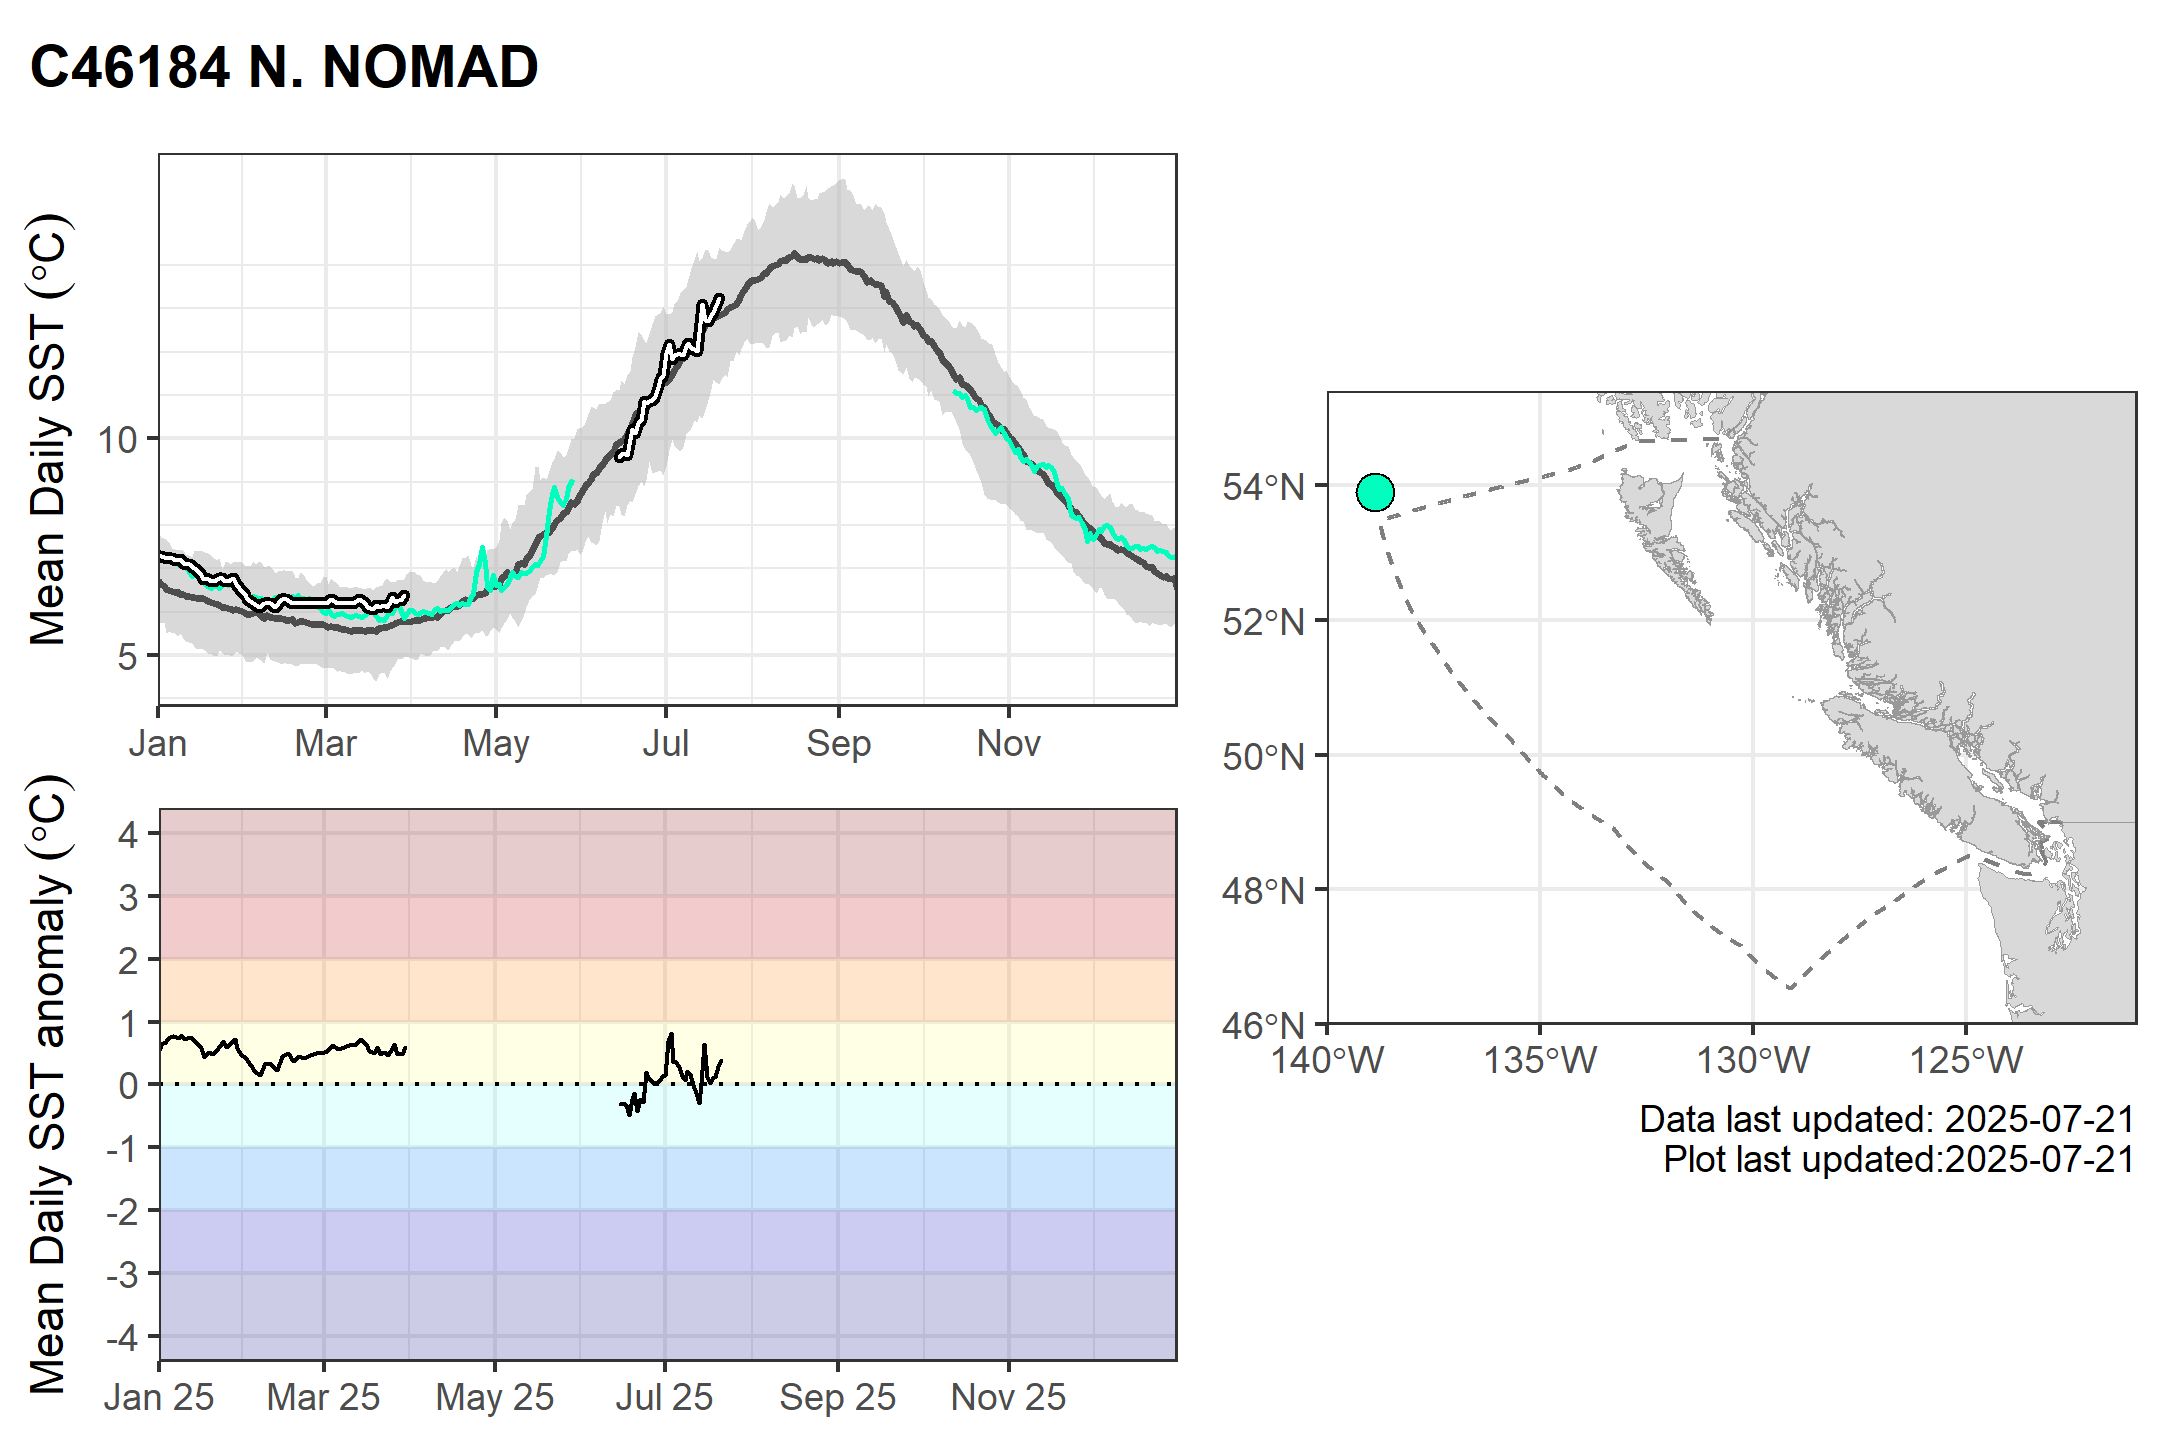 C46184 N. NOMAD
Mean Daily SST (°C)
10
5
Jan Mar May Jul Sep Nov
Mean Daily SST anomaly (°C)
4
3
2
1
0
-1
-2
-3
-4
Jan 25 Mar 25 May 25 Jul 25 Sep 25 Nov 25
54°N
52°N
50°N
48°N
46°N
140°W 135°W 130°W 125°W
Data last updated: 2025-07-21
Plot last updated:2025-07-21